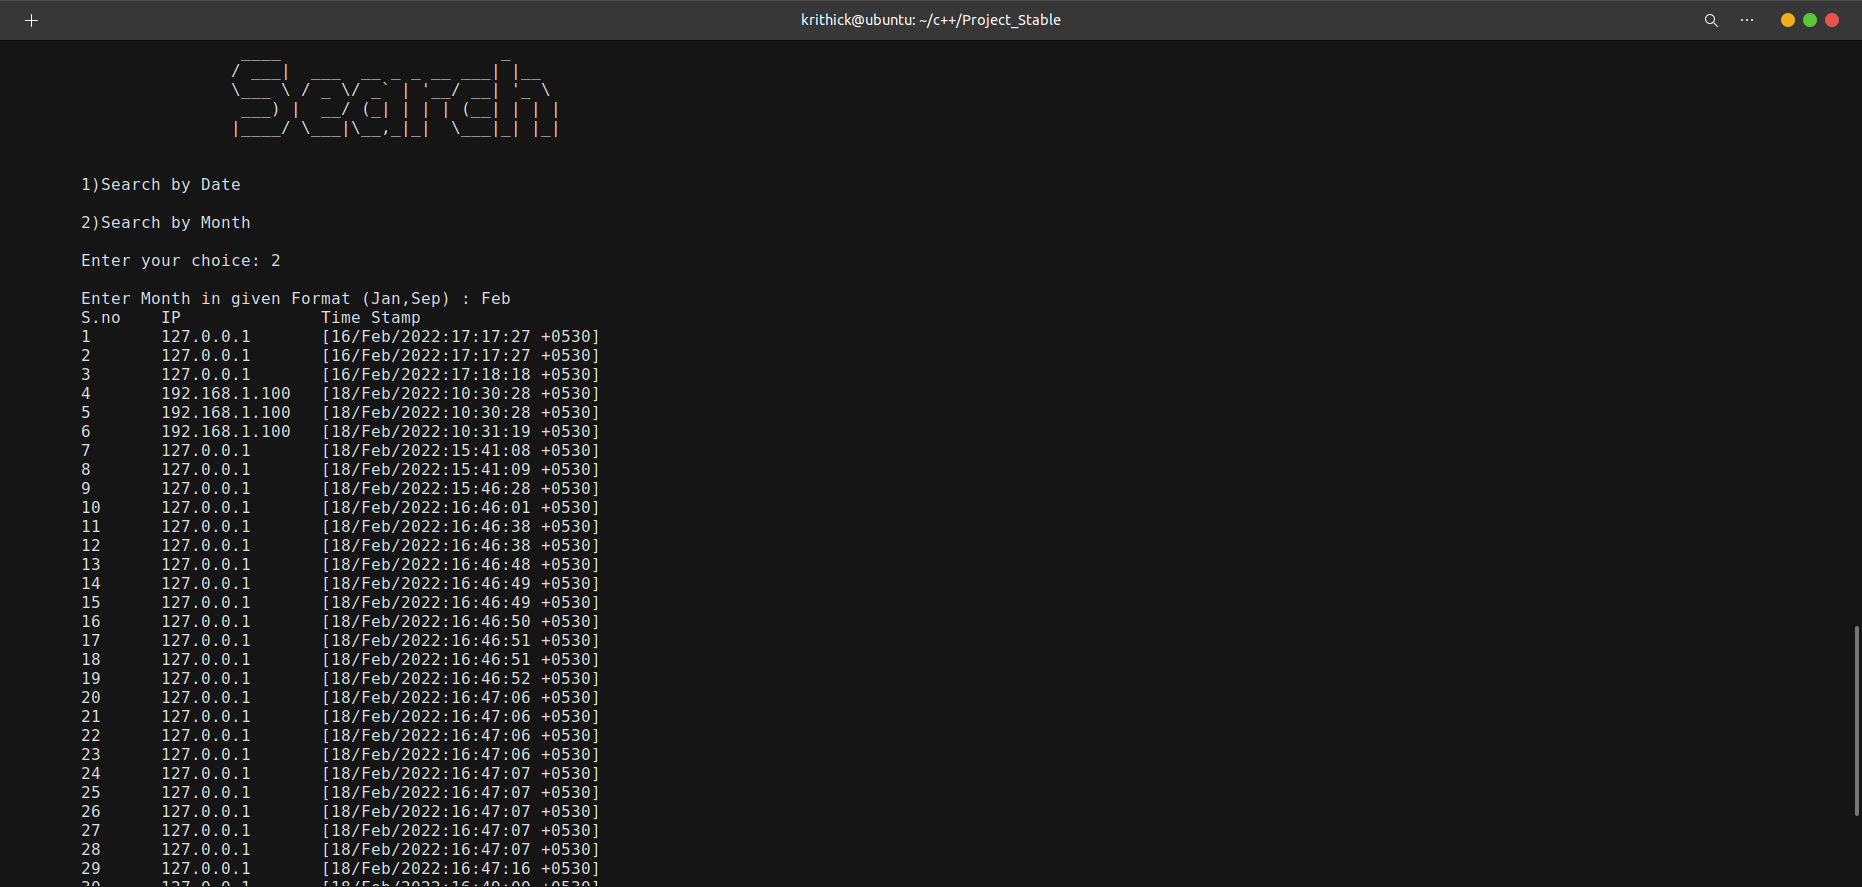 krithick@ubuntu: ~/c++/Project_Stable
Search
1)Search by Date
2)Search by Month
Enter your choice: 2
Enter Month in given Format (Jan,Sep) : Feb
S.no IP Time Stamp
1 127.0.0.1 [16/Feb/2022:17:17:27 +0530]
2 127.0.0.1 [16/Feb/2022:17:17:27 +0530]
3 127.0.0.1 [16/Feb/2022:17:18:18 +0530]
4 192.168.1.100 [18/Feb/2022:10:30:28 +0530]
5 192.168.1.100 [18/Feb/2022:10:30:28 +0530]
6 192.168.1.100 [18/Feb/2022:10:31:19 +0530]
7 127.0.0.1 [18/Feb/2022:15:41:08 +0530]
8 127.0.0.1 [18/Feb/2022:15:41:09 +0530]
9 127.0.0.1 [18/Feb/2022:15:46:28 +0530]
10 127.0.0.1 [18/Feb/2022:16:46:01 +0530]
11 127.0.0.1 [18/Feb/2022:16:46:38 +0530]
12 127.0.0.1 [18/Feb/2022:16:46:38 +0530]
13 127.0.0.1 [18/Feb/2022:16:46:48 +0530]
14 127.0.0.1 [18/Feb/2022:16:46:49 +0530]
15 127.0.0.1 [18/Feb/2022:16:46:49 +0530]
16 127.0.0.1 [18/Feb/2022:16:46:50 +0530]
17 127.0.0.1 [18/Feb/2022:16:46:51 +0530]
18 127.0.0.1 [18/Feb/2022:16:46:51 +0530]
19 127.0.0.1 [18/Feb/2022:16:46:52 +0530]
20 127.0.0.1 [18/Feb/2022:16:47:06 +0530]
21 127.0.0.1 [18/Feb/2022:16:47:06 +0530]
22 127.0.0.1 [18/Feb/2022:16:47:06 +0530]
23 127.0.0.1 [18/Feb/2022:16:47:06 +0530]
24 127.0.0.1 [18/Feb/2022:16:47:07 +0530]
25 127.0.0.1 [18/Feb/2022:16:47:07 +0530]
26 127.0.0.1 [18/Feb/2022:16:47:07 +0530]
27 127.0.0.1 [18/Feb/2022:16:47:07 +0530]
28 127.0.0.1 [18/Feb/2022:16:47:07 +0530]
29 127.0.0.1 [18/Feb/2022:16:47:16 +0530]